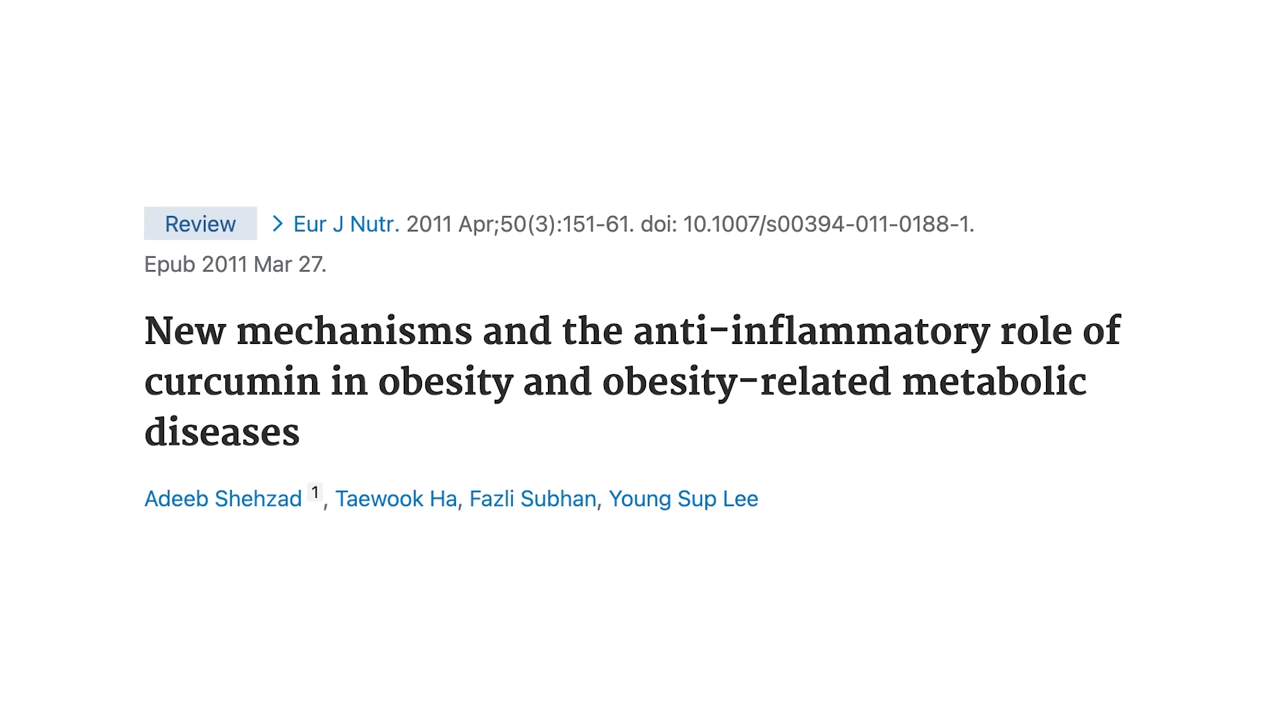 Review > Eur J Nutr. 2011 Apr;50(3):151-61. doi: 10.1007/s00394-011-0188-1.
Epub 2011 Mar 27.
New mechanisms and the anti-inflammatory role of
curcumin in obesity and obesity-related metabolic
diseases
Adeeb Shehzad 1, Taewook Ha, Fazli Subhan, Young Sup Lee